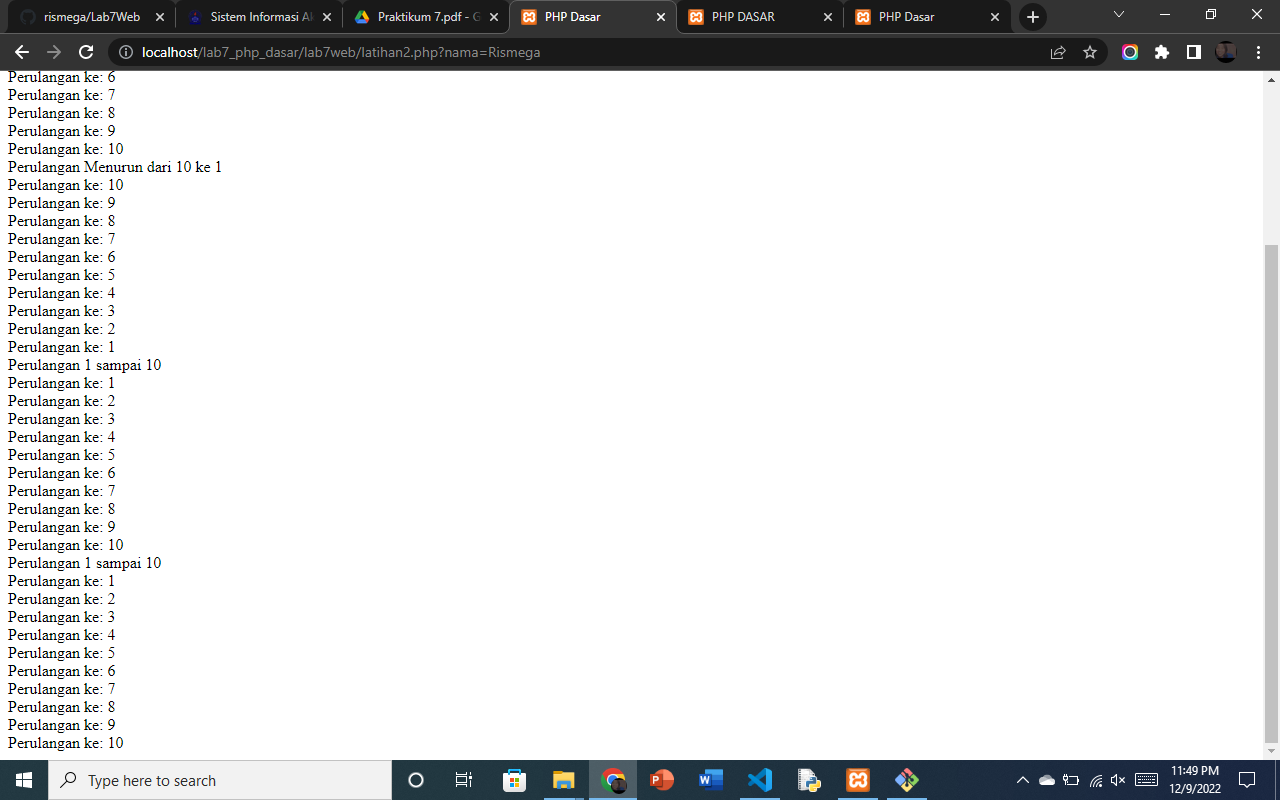 rismega/Lab7Web
Sistem Informasi Ak
Praktikum 7.pdf - G
PHP Dasar
PHP DASAR
PHP Dasar
localhost/lab7_php_dasar/lab7web/latihan2.php?nama=Rismega
Perulangan ke: 6
Perulangan ke: 7
Perulangan ke: 8
Perulangan ke: 9
Perulangan ke: 10
Perulangan Menurun dari 10 ke 1
Perulangan ke: 10
Perulangan ke: 9
Perulangan ke: 8
Perulangan ke: 7
Perulangan ke: 6
Perulangan ke: 5
Perulangan ke: 4
Perulangan ke: 3
Perulangan ke: 2
Perulangan ke: 1
Perulangan 1 sampai 10
Perulangan ke: 1
Perulangan ke: 2
Perulangan ke: 3
Perulangan ke: 4
Perulangan ke: 5
Perulangan ke: 6
Perulangan ke: 7
Perulangan ke: 8
Perulangan ke: 9
Perulangan ke: 10
Perulangan 1 sampai 10
Perulangan ke: 1
Perulangan ke: 2
Perulangan ke: 3
Perulangan ke: 4
Perulangan ke: 5
Perulangan ke: 6
Perulangan ke: 7
Perulangan ke: 8
Perulangan ke: 9
Perulangan ke: 10
Type here to search
11:49 PM
12/9/2022